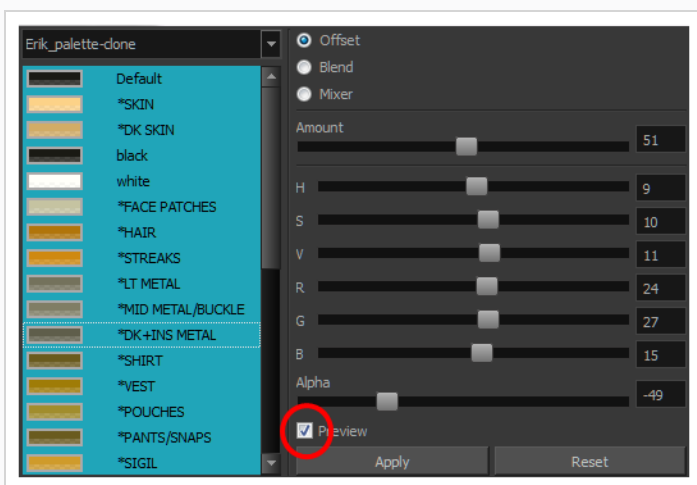 Erik_palette-clone
Default
*SKIN
*DK SKIN
black
white
*FACE PATCHES
*HAIR
*STREAKS
*LT METAL
*MID METAL/BUCKLE
*DK+INS METAL
*SHIRT
*VEST
*POUCHES
*PANTS/SNAPS
*SIGIL
Offset
Blend
Mixer
Amount
51
H 9
S 10
V 11
R 24
G 27
B 15
Alpha
-49
Preview
Apply Reset